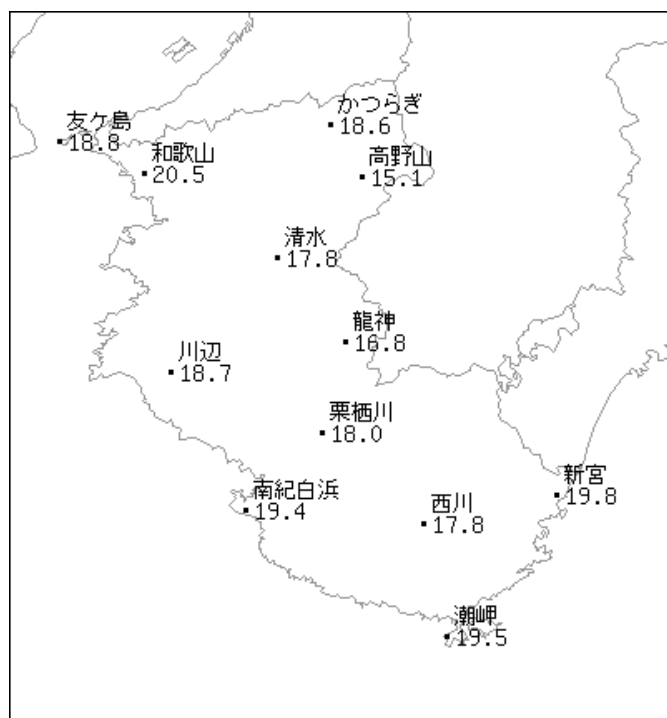 かつらぎ
18.6
友ケ島
18.8
和歌山
20.5
高野山
15.1
清水
17.8
龍神
16.8
川辺
18.7
栗栖川
18.0
新宮
19.8
南紀白浜
19.4
西川
17.8
潮岬
19.5